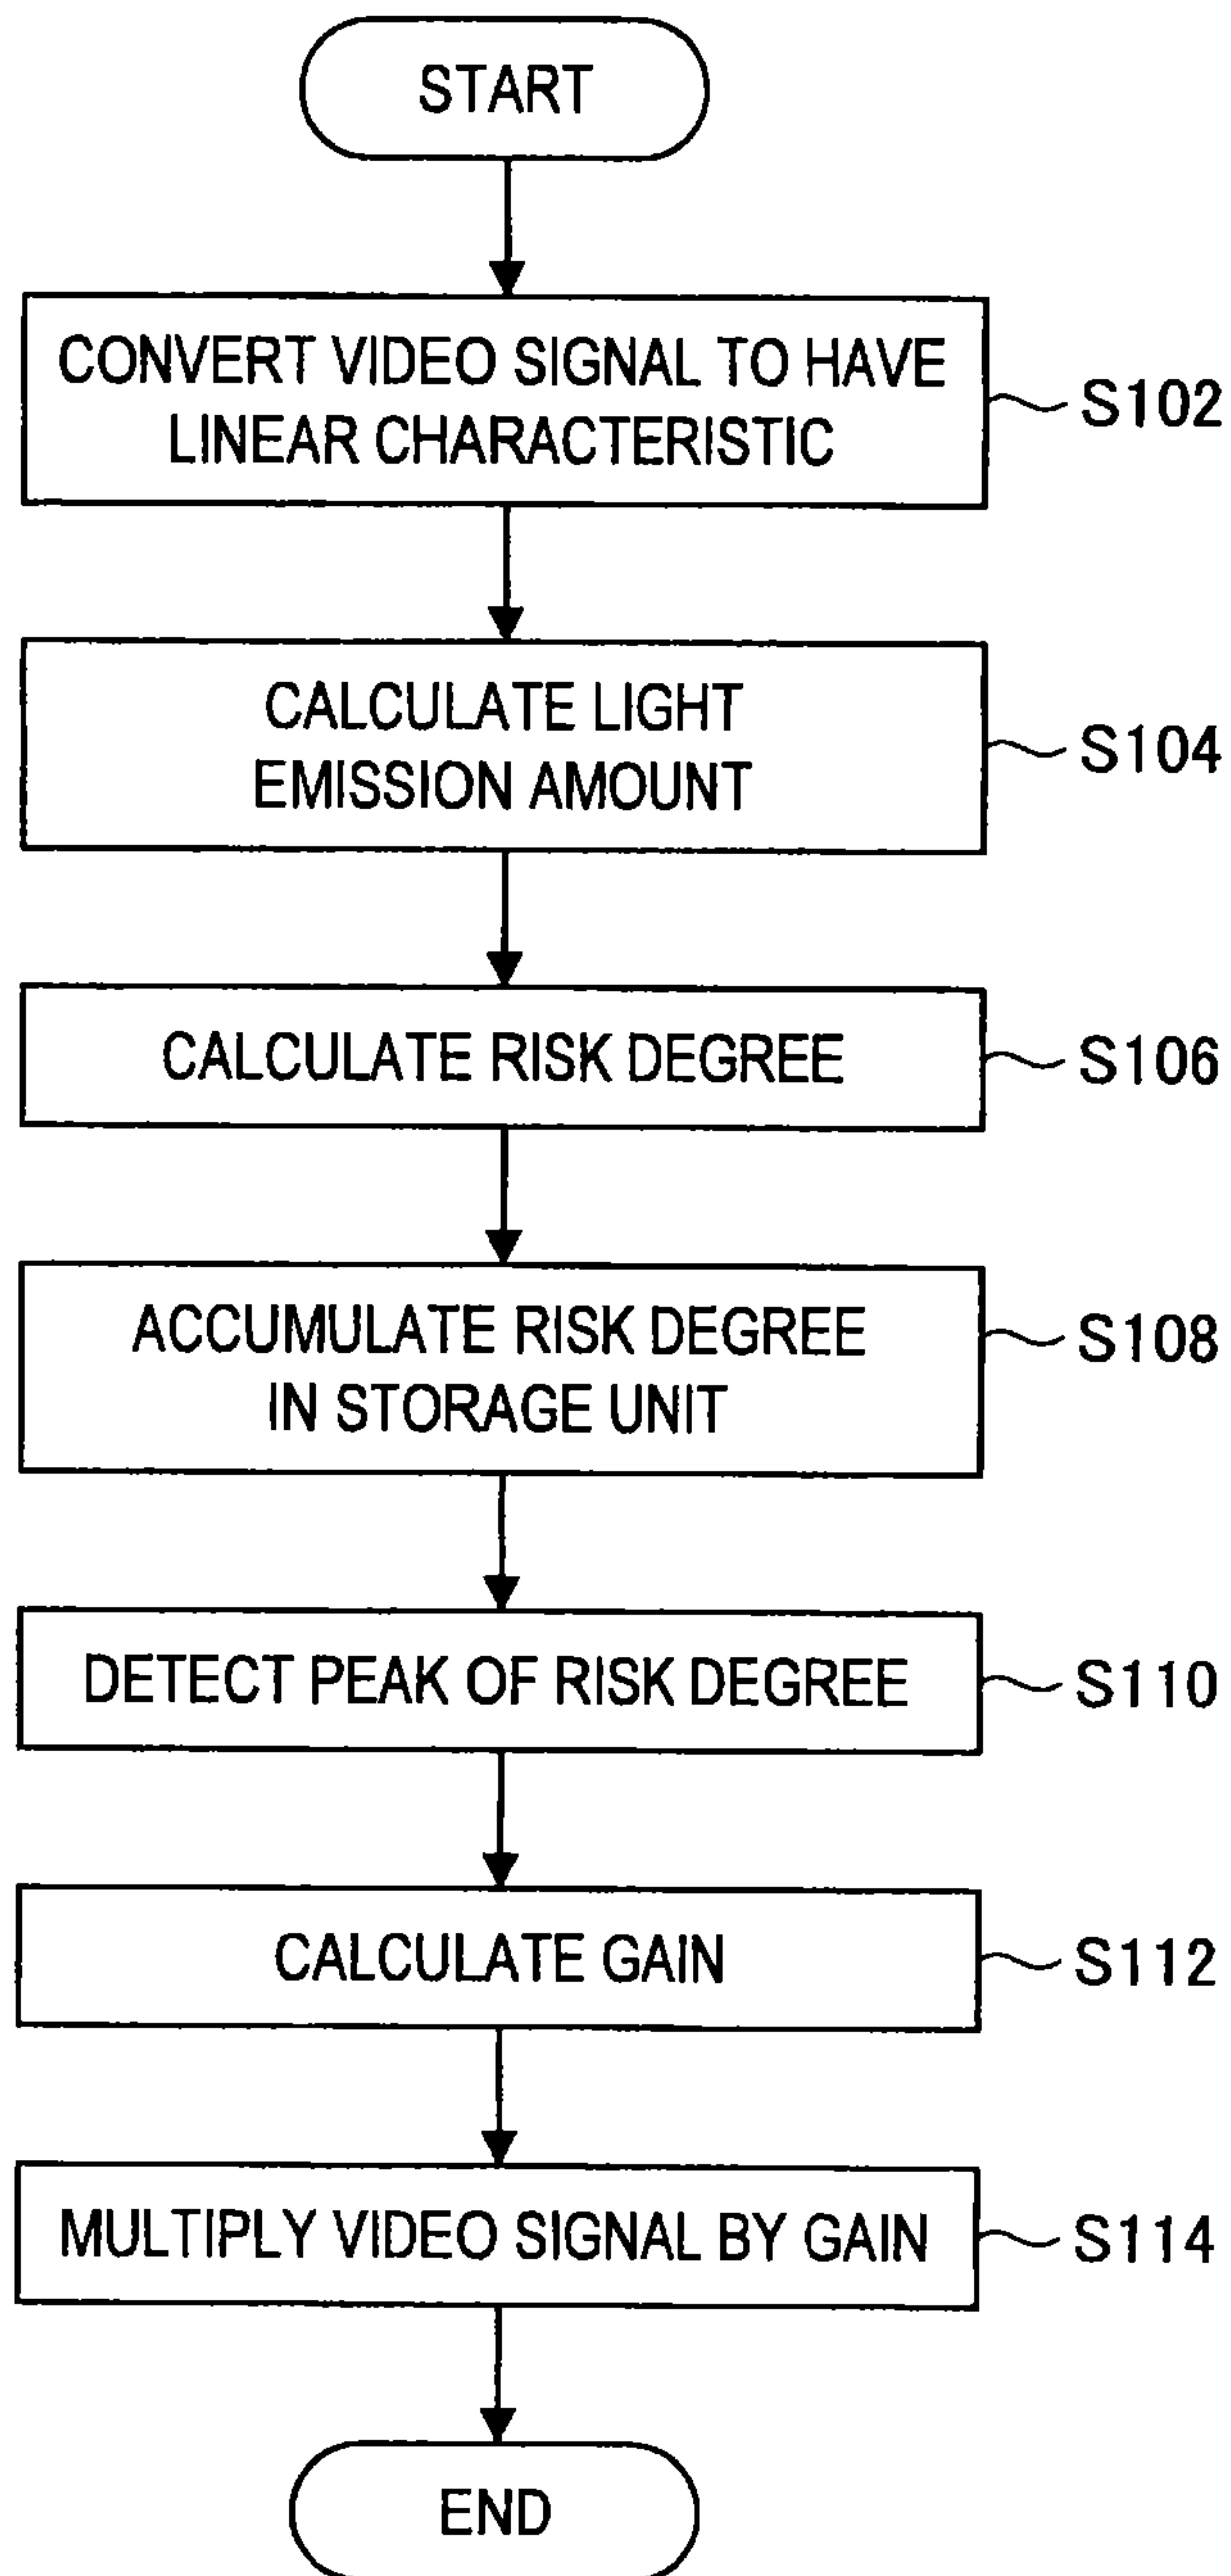 START
CONVERT VIDEO SIGNAL TO HAVE
LINEAR CHARACTERISTIC
S102
CALCULATE LIGHT
EMISSION AMOUNT
S104
CALCULATE RISK DEGREE
S106
ACCUMULATE RISK DEGREE
IN STORAGE UNIT
S108
DETECT PEAK OF RISK DEGREE
S110
CALCULATE GAIN
S112
MULTIPLY VIDEO SIGNAL BY GAIN
S114
END